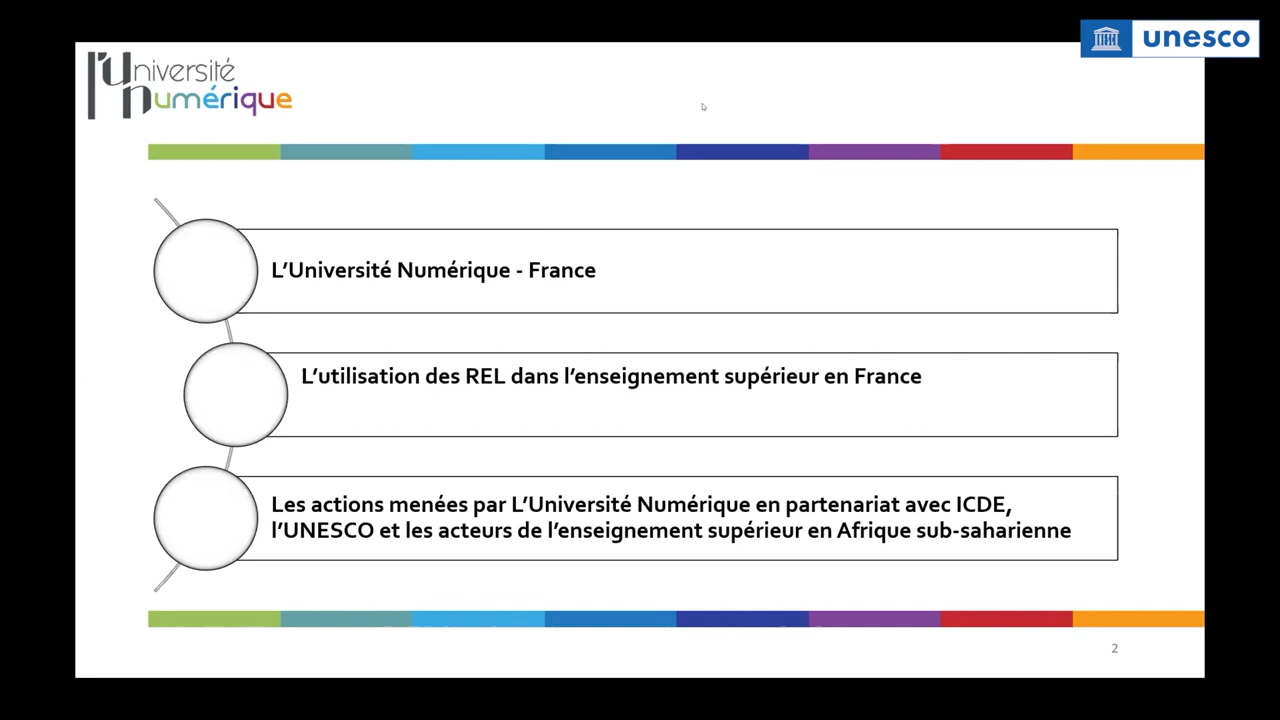 unesco
l'Université
numérique
L'Université Numérique - France
L'utilisation des REL dans l'enseignement supérieur en France
Les actions menées par L'Université Numérique en partenariat avec ICDE,
l'UNESCO et les acteurs de l'enseignement supérieur en Afrique sub-saharienne
2